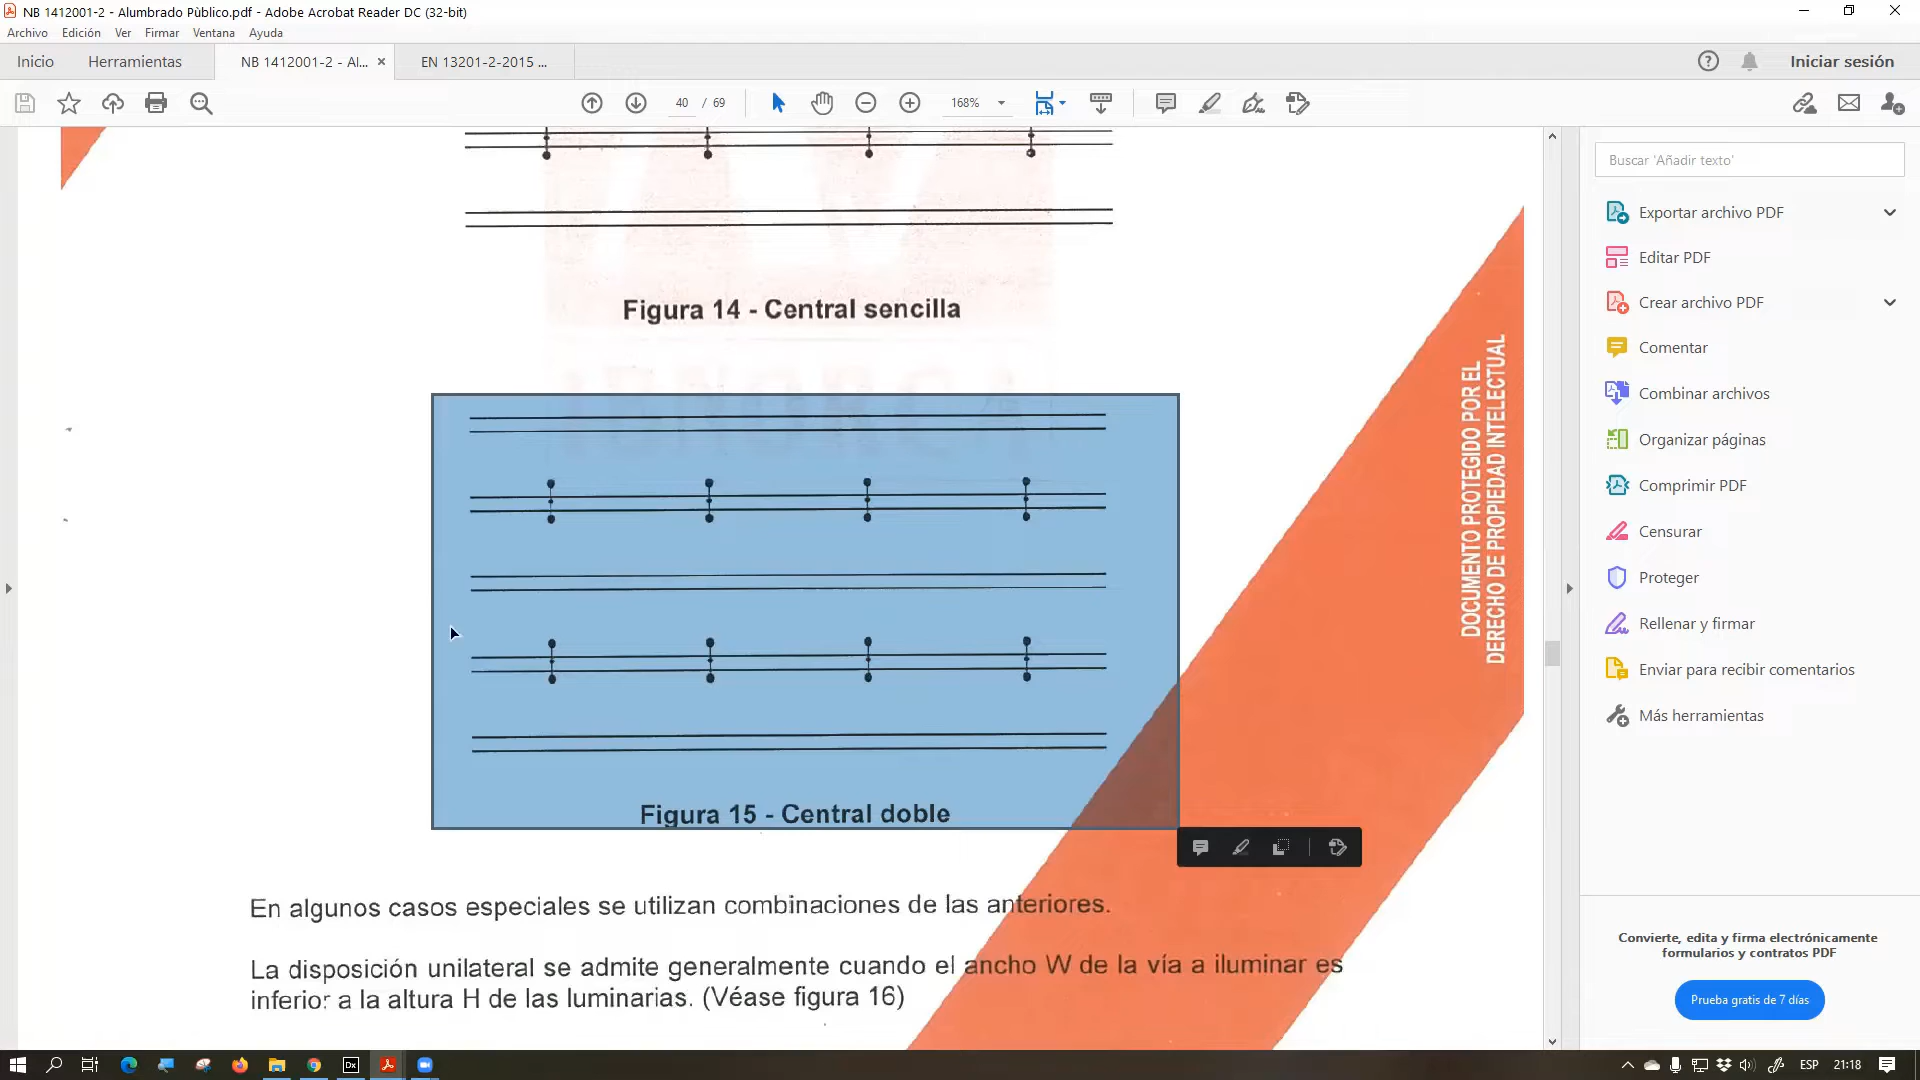 NB 1412001-2 - Alumbrado Pùblico.pdf - Adobe Acrobat Reader DC (32-bit)
Archivo Edición Ver Firmar Ventana Ayuda
Inicio Herramientas NB 1412001-2 - Al... EN 13201-2-2015 ... Iniciar sesión
40 / 69 168%
Figura 14 - Central sencilla
Figura 15 - Central doble
En algunos casos especiales se utilizan combinaciones de las anteriores.
La disposición unilateral se admite generalmente cuando el ancho W de la vía a iluminar es
inferior a la altura H de las luminarias. (Véase figura 16)
DOCUMENTO PROTEGIDO POR EL
DERECHO DE PROPIEDAD INTELECTUAL
Buscar 'Añadir texto'
Exportar archivo PDF
Editar PDF
Crear archivo PDF
Comentar
Combinar archivos
Organizar páginas
Comprimir PDF
Censurar
Proteger
Rellenar y firmar
Enviar para recibir comentarios
Más herramientas
Convierte, edita y firma electrónicamente
formularios y contratos PDF
Prueba gratis de 7 días
Dx
ESP 21:18